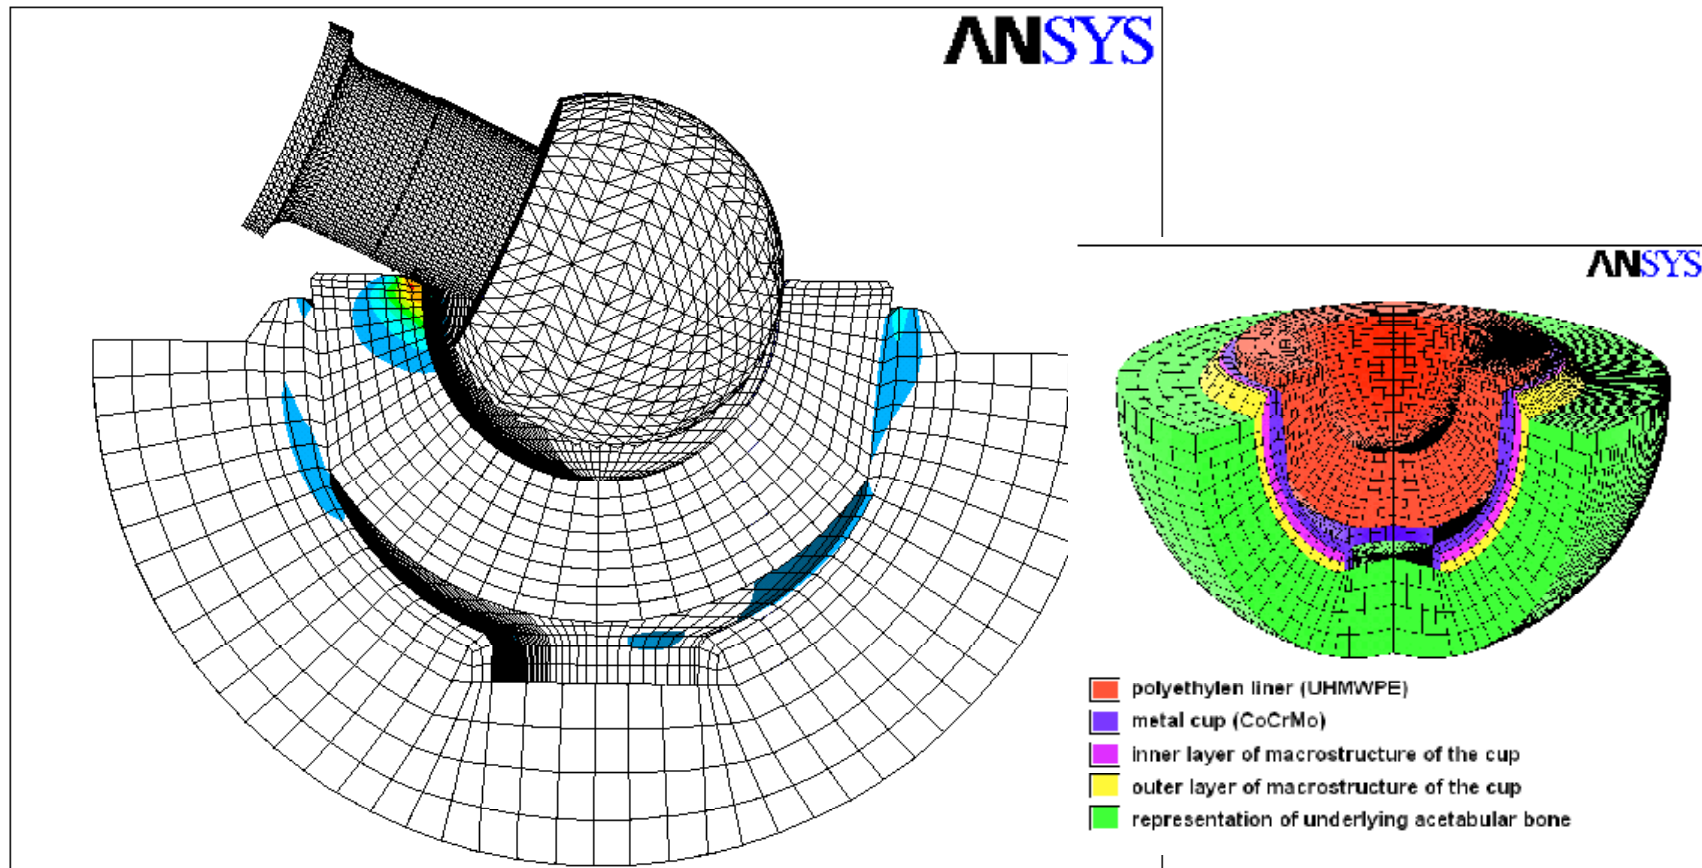 ANSYS
ANSYS
polyethylen liner (UHMWPE)
metal cup (CoCrMo)
inner layer of macrostructure of the cup
outer layer of macrostructure of the cup
representation of underlying acetabular bone